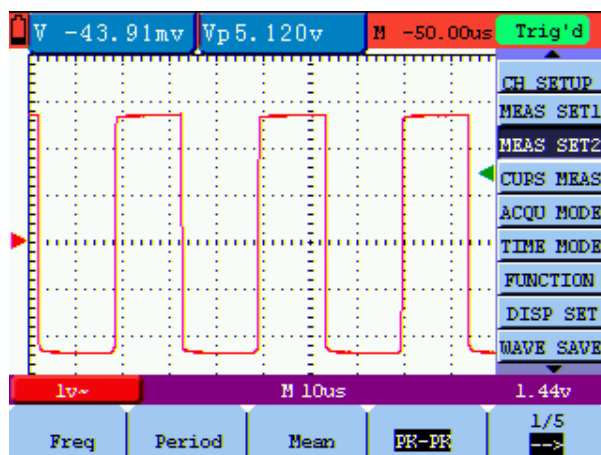 V -43.91mv Vp5.120v M -50.00us Trig'd
CH SETUP
MEAS SET1
MEAS SET2
CURS MEAS
ACQU MODE
TIME MODE
FUNCTION
DISP SET
WAVE SAVE
1v~ M 10us 1.44v
Freq Period Mean PK-PK 1/5
-->